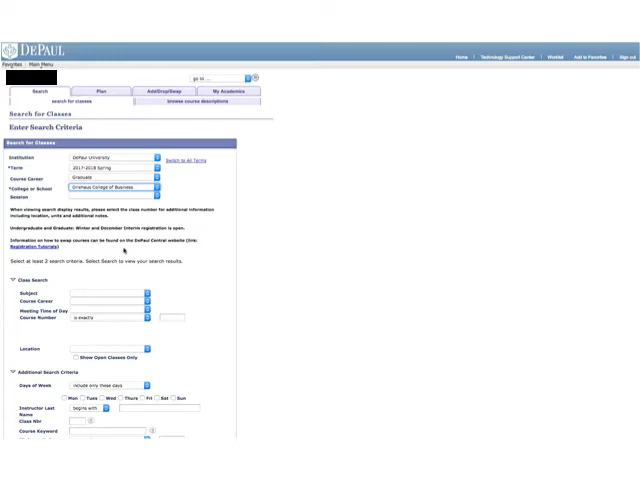 DEPAUL
Home Technology Support Center Worklist Add to Favorites Sign out
Favorites Main Menu
go to ...
Search Plan Add/Drop/Swap My Academics
search for classes browse course descriptions
Search for Classes
Enter Search Criteria
Search for Classes
Institution DePaul University Switch to All Terms
*Term 2017-2018 Spring
Course Career Graduate
*College or School Driehaus College of Business
Session
When viewing search display results, please select the class number for additional information
including location, units and additional notes.
Undergraduate and Graduate: Winter and December Interim registration is open.
Information on how to swap courses can be found on the DePaul Central website (link:
Registration Tutorials)
Select at least 2 search criteria. Select Search to view your search results.
Class Search
Subject
Course Career
Meeting Time of Day
Course Number is exactly
Location
Show Open Classes Only
Additional Search Criteria
Days of Week include only these days
Mon Tues Wed Thurs Fri Sat Sun
Instructor Last begins with
Name
Class Nbr
Course Keyword